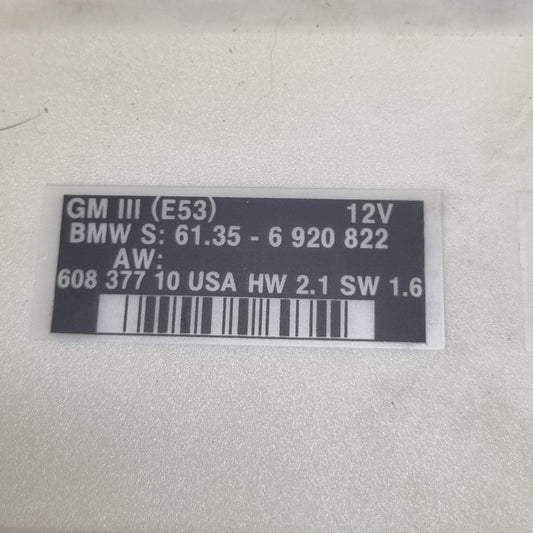 GM III (E53) 12V
BMW S: 61.35 - 6 920 822
AW:
608 377 10 USA HW 2.1 SW 1.6